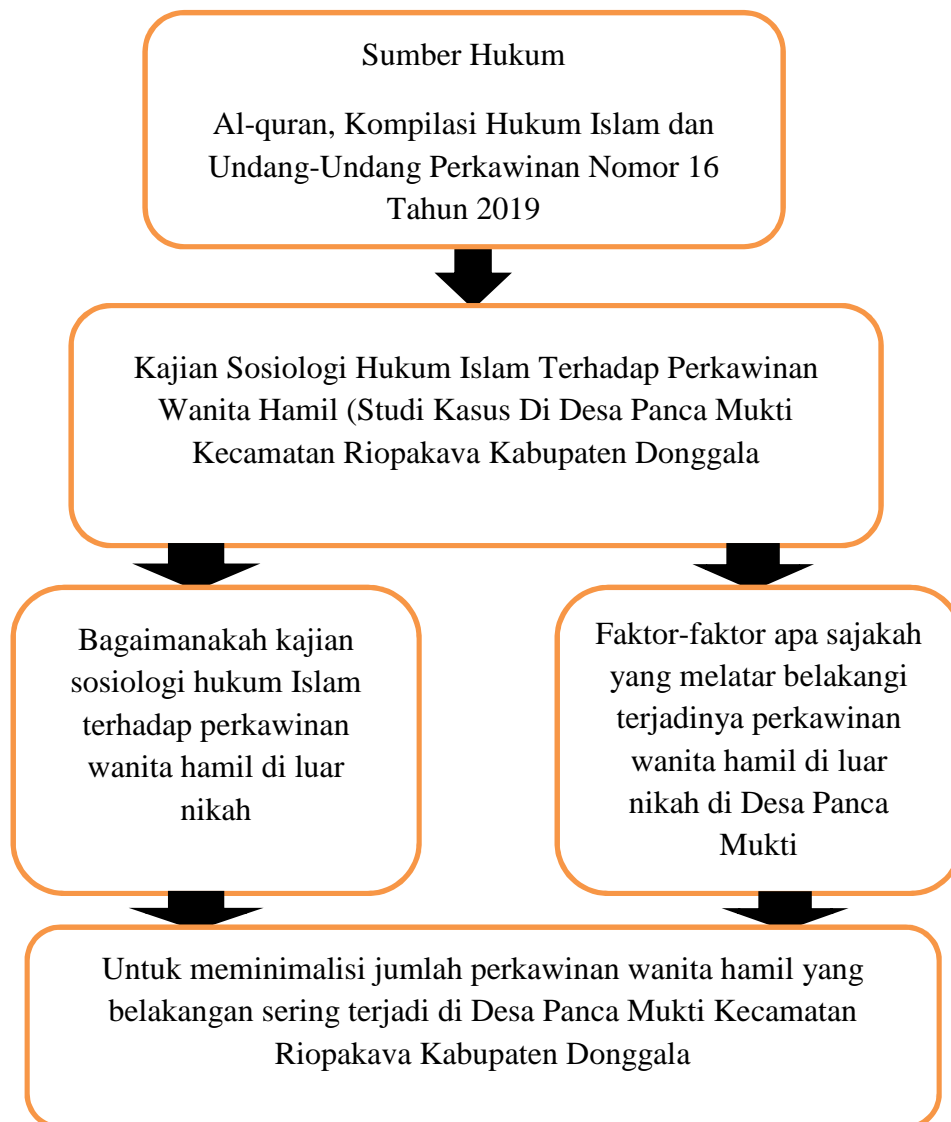 Sumber Hukum
Al-quran, Kompilasi Hukum Islam dan
Undang-Undang Perkawinan Nomor 16
Tahun 2019
Kajian Sosiologi Hukum Islam Terhadap Perkawinan
Wanita Hamil (Studi Kasus Di Desa Panca Mukti
Kecamatan Riopakava Kabupaten Donggala
Bagaimanakah kajian
sosiologi hukum Islam
terhadap perkawinan
wanita hamil di luar
nikah
Faktor-faktor apa sajakah
yang melatar belakangi
terjadinya perkawinan
wanita hamil di luar
nikah di Desa Panca
Mukti
Untuk meminimalisi jumlah perkawinan wanita hamil yang
belakangan sering terjadi di Desa Panca Mukti Kecamatan
Riopakava Kabupaten Donggala